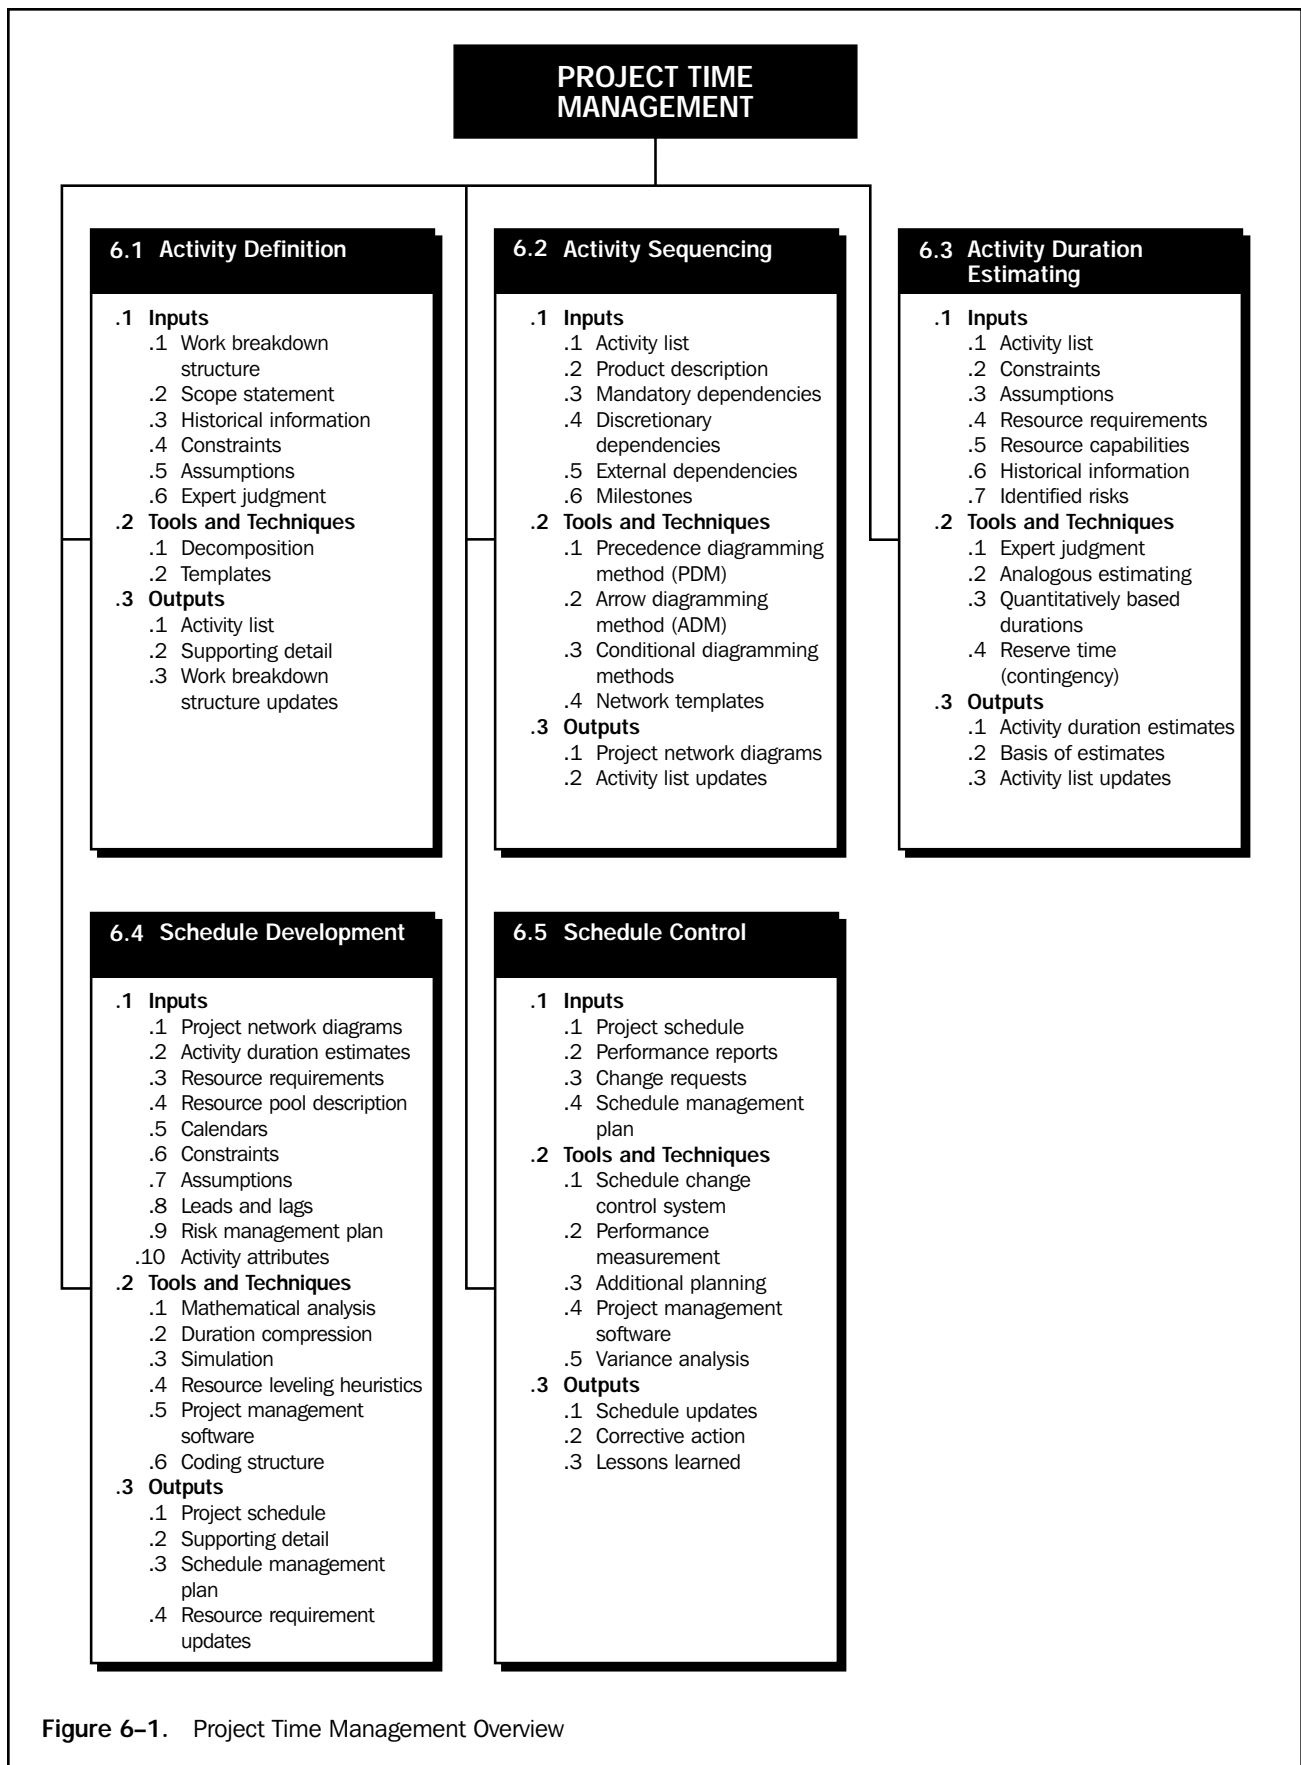 PROJECT TIME
MANAGEMENT
6.1 Activity Definition
.1 Inputs
.1 Work breakdown
structure
.2 Scope statement
.3 Historical information
.4 Constraints
.5 Assumptions
.6 Expert judgment
.2 Tools and Techniques
.1 Decomposition
.2 Templates
.3 Outputs
.1 Activity list
.2 Supporting detail
.3 Work breakdown
structure updates
6.2 Activity Sequencing
.1 Inputs
.1 Activity list
.2 Product description
.3 Mandatory dependencies
.4 Discretionary
dependencies
.5 External dependencies
.6 Milestones
.2 Tools and Techniques
.1 Precedence diagramming
method (PDM)
.2 Arrow diagramming
method (ADM)
.3 Conditional diagramming
methods
.4 Network templates
.3 Outputs
.1 Project network diagrams
.2 Activity list updates
6.3 Activity Duration
Estimating
.1 Inputs
.1 Activity list
.2 Constraints
.3 Assumptions
.4 Resource requirements
.5 Resource capabilities
.6 Historical information
.7 Identified risks
.2 Tools and Techniques
.1 Expert judgment
.2 Analogous estimating
.3 Quantitatively based
durations
.4 Reserve time
(contingency)
.3 Outputs
.1 Activity duration estimates
.2 Basis of estimates
.3 Activity list updates
6.4 Schedule Development
.1 Inputs
.1 Project network diagrams
.2 Activity duration estimates
.3 Resource requirements
.4 Resource pool description
.5 Calendars
.6 Constraints
.7 Assumptions
.8 Leads and lags
.9 Risk management plan
.10 Activity attributes
.2 Tools and Techniques
.1 Mathematical analysis
.2 Duration compression
.3 Simulation
.4 Resource leveling heuristics
.5 Project management
software
.6 Coding structure
.3 Outputs
.1 Project schedule
.2 Supporting detail
.3 Schedule management
plan
.4 Resource requirement
updates
6.5 Schedule Control
.1 Inputs
.1 Project schedule
.2 Performance reports
.3 Change requests
.4 Schedule management
plan
.2 Tools and Techniques
.1 Schedule change
control system
.2 Performance
measurement
.3 Additional planning
.4 Project management
software
.5 Variance analysis
.3 Outputs
.1 Schedule updates
.2 Corrective action
.3 Lessons learned
Figure 6–1. Project Time Management Overview